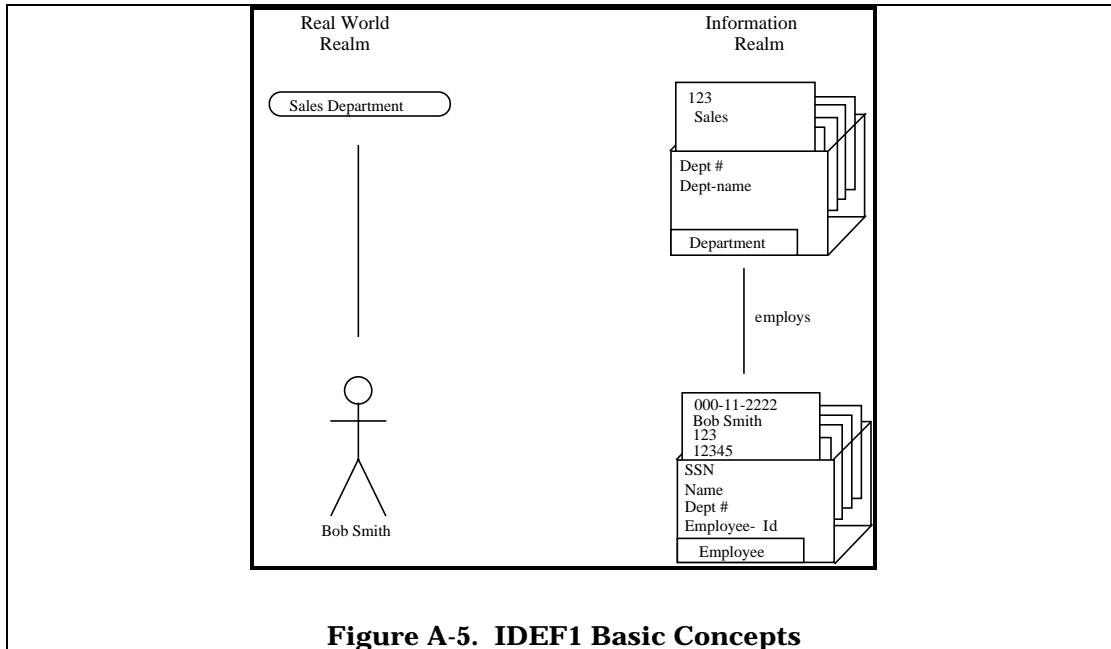 Real World
Realm
Information
Realm
Sales Department
123
Sales
Dept #
Dept-name
Department
employs
000-11-2222
Bob Smith
123
12345
SSN
Name
Dept #
Employee- Id
Employee
Bob Smith
Figure A-5. IDEF1 Basic Concepts